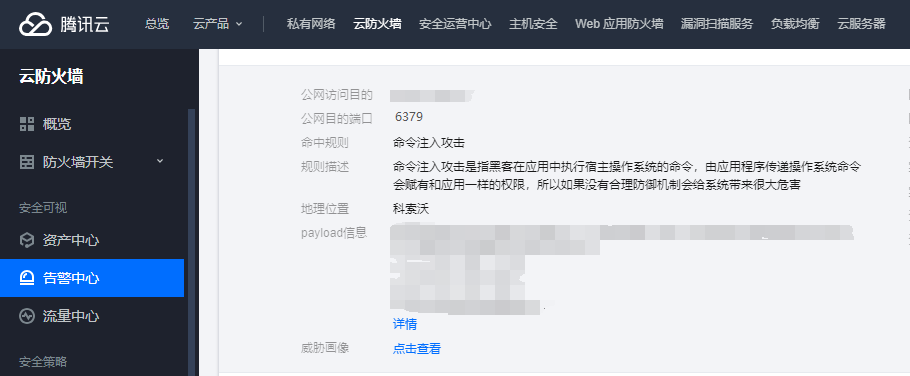 腾讯云 总览 云产品 私有网络 云防火墙 安全运营中心 主机安全 Web 应用防火墙 漏洞扫描服务 负载均衡 云服务器
云防火墙
概览
防火墙开关
安全可视
资产中心
告警中心
流量中心
安全策略
公网访问目的
公网目的端口 6379
命中规则 命令注入攻击
规则描述 命令注入攻击是指黑客在应用中执行宿主操作系统的命令，由应用程序传递操作系统命令
会赋有和应用一样的权限，所以如果没有合理防御机制会给系统带来很大危害
地理位置 科索沃
payload信息
详情
威胁画像 点击查看